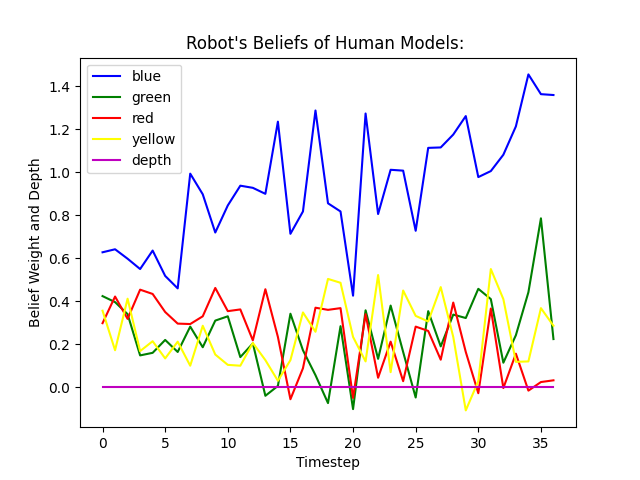 Robot's Beliefs of Human Models:
blue
green
red
yellow
depth
1.4
1.2
1.0
0.8
0.6
0.4
0.2
0.0
Belief Weight and Depth
0 5 10 15 20 25 30 35
Timestep